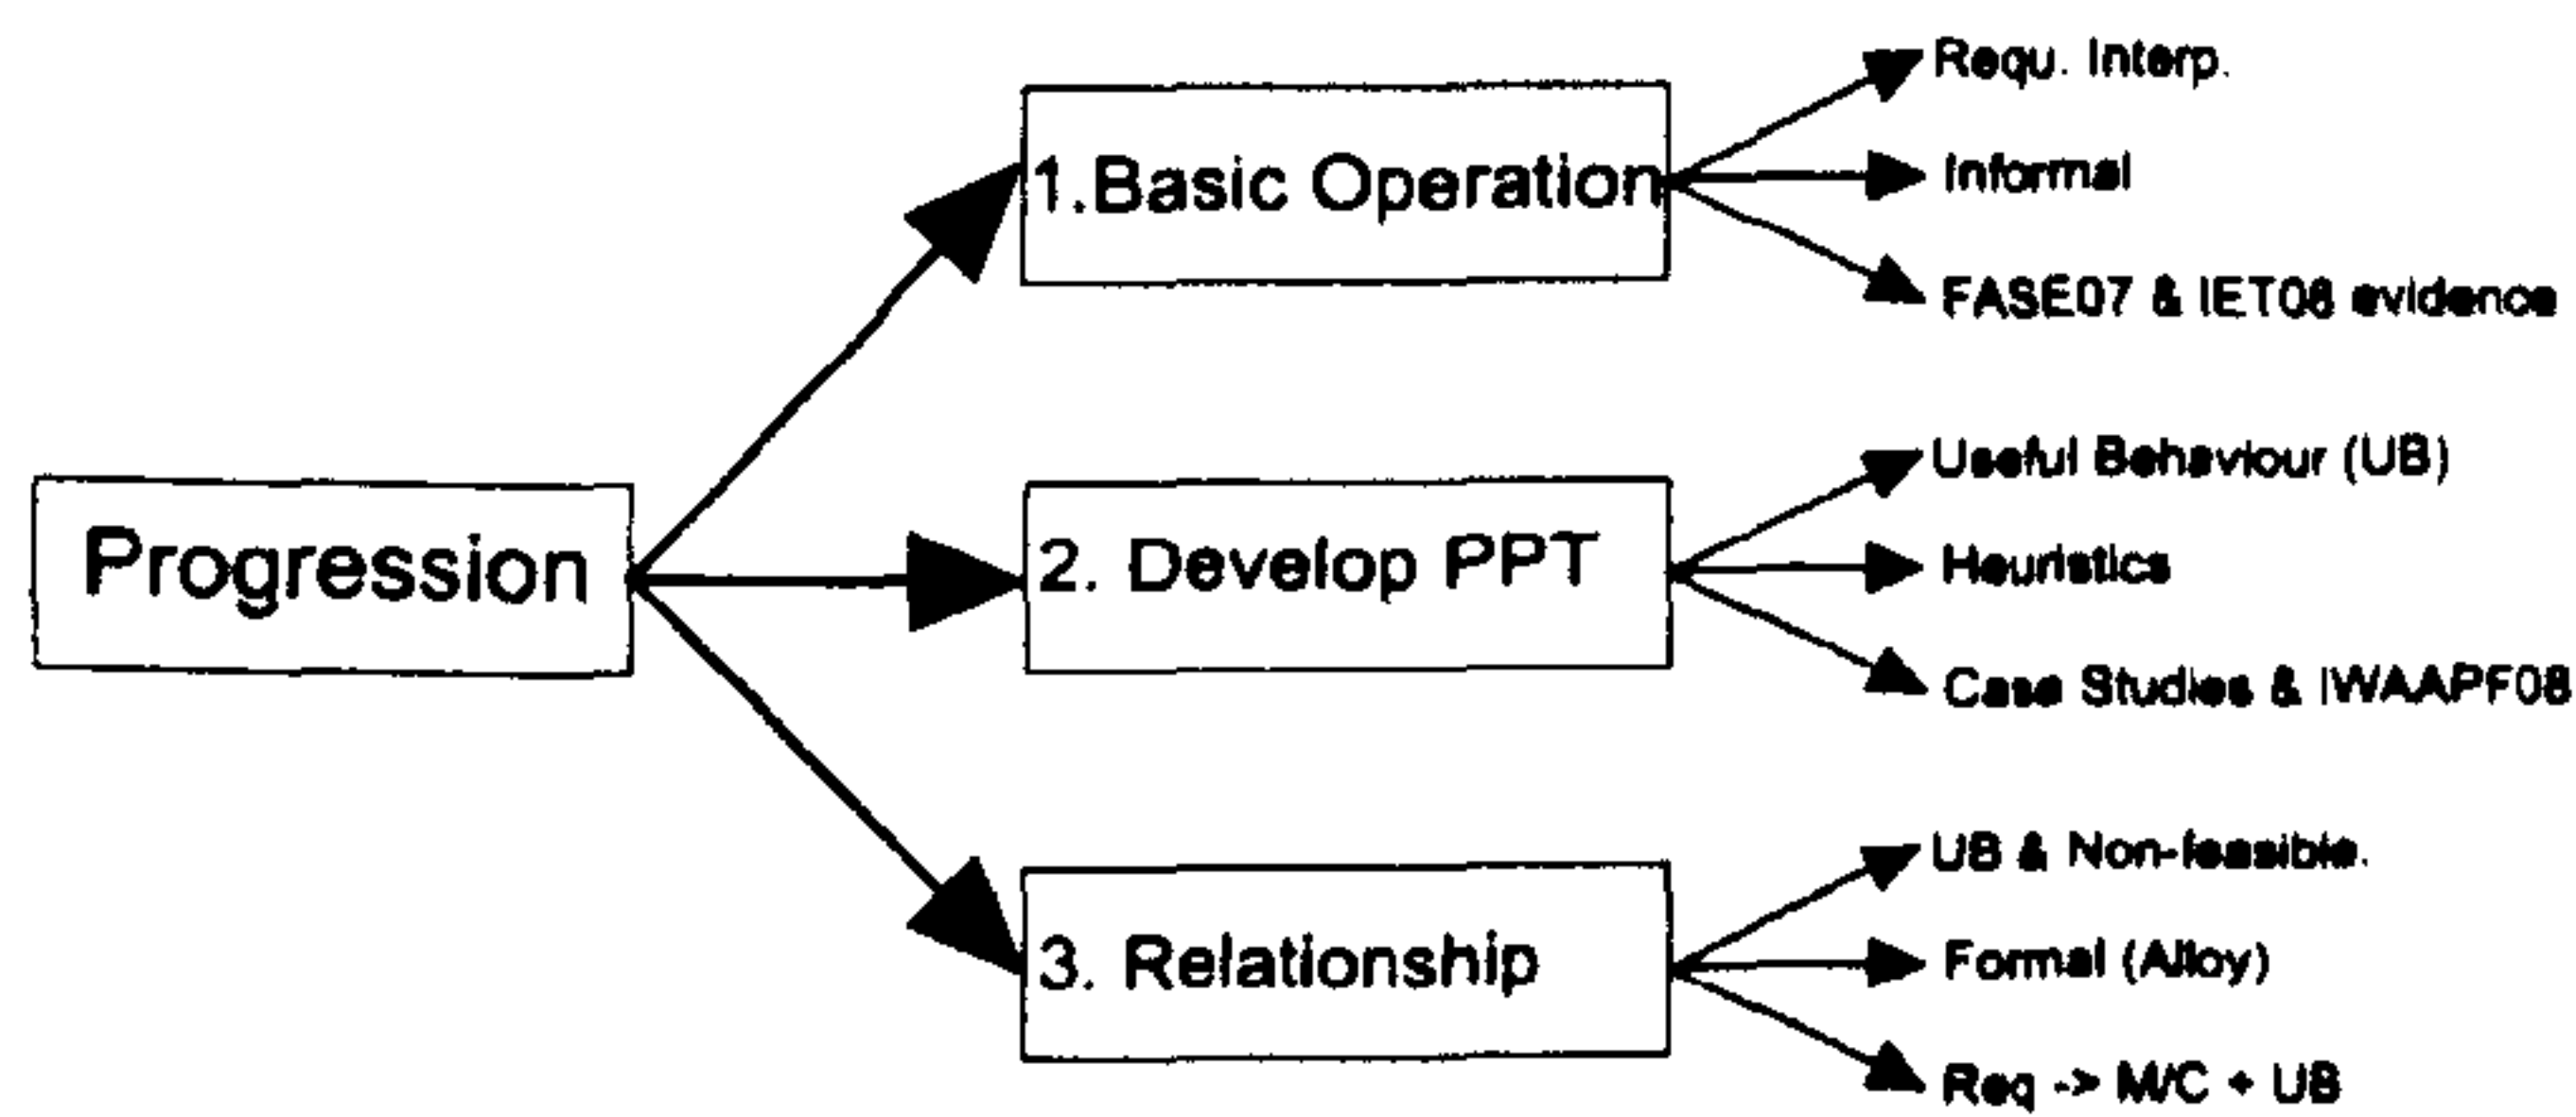 Progression
1.Basic Operation
Requ. Interp.
Informal
FASE07 & IET08 evidence
2. Develop PPT
Useful Behaviour (UB)
Heuristics
Case Studies & IWAAPF08
3. Relationship
UB & Non-feasible.
Formal (Alloy)
Req -> M/C + UB